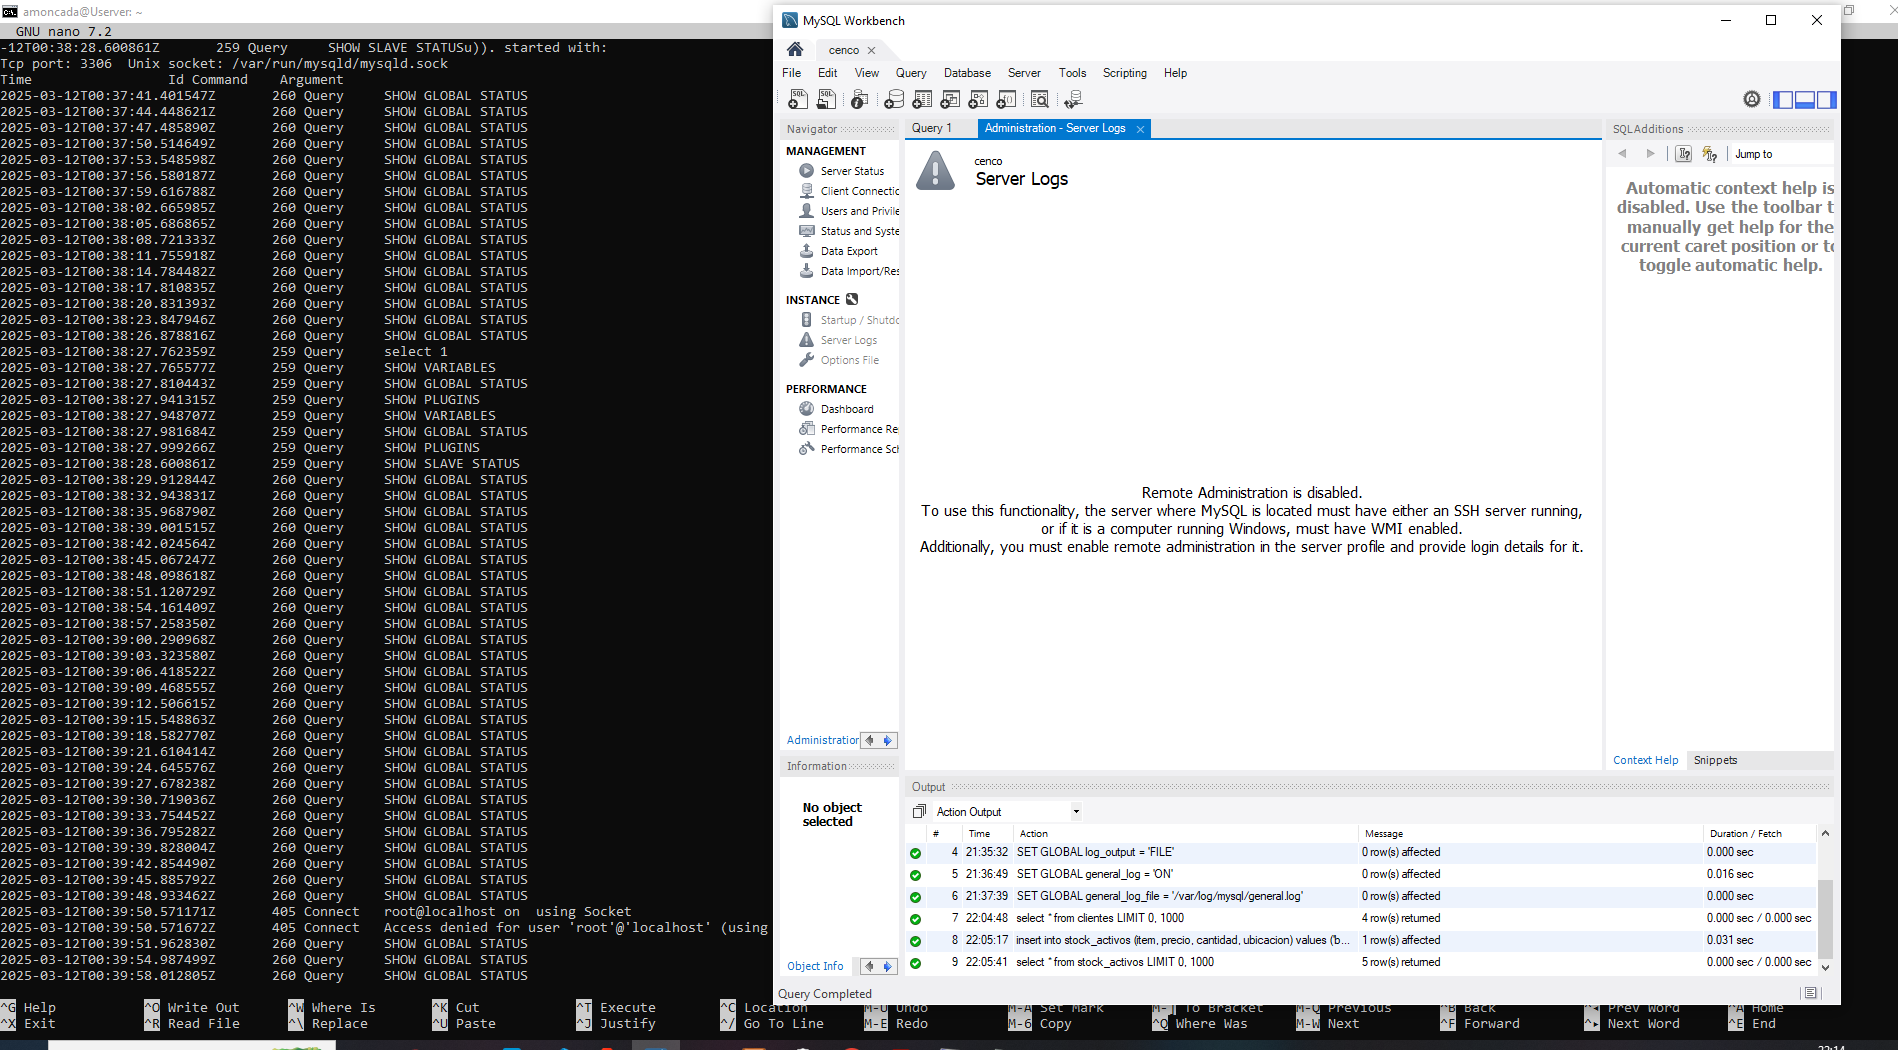 amoncada@Userver: ~
GNU nano 7.2
-12T00:38:28.600861Z 259 Query SHOW SLAVE STATUSu)). started with:
Tcp port: 3306 Unix socket: /var/run/mysqld/mysqld.sock
Time Id Command Argument
2025-03-12T00:37:41.401547Z 260 Query SHOW GLOBAL STATUS
2025-03-12T00:37:44.448621Z 260 Query SHOW GLOBAL STATUS
2025-03-12T00:37:47.485890Z 260 Query SHOW GLOBAL STATUS
2025-03-12T00:37:50.514649Z 260 Query SHOW GLOBAL STATUS
2025-03-12T00:37:53.548598Z 260 Query SHOW GLOBAL STATUS
2025-03-12T00:37:56.580187Z 260 Query SHOW GLOBAL STATUS
2025-03-12T00:37:59.616788Z 260 Query SHOW GLOBAL STATUS
2025-03-12T00:38:02.665985Z 260 Query SHOW GLOBAL STATUS
2025-03-12T00:38:05.686865Z 260 Query SHOW GLOBAL STATUS
2025-03-12T00:38:08.721333Z 260 Query SHOW GLOBAL STATUS
2025-03-12T00:38:11.755918Z 260 Query SHOW GLOBAL STATUS
2025-03-12T00:38:14.784482Z 260 Query SHOW GLOBAL STATUS
2025-03-12T00:38:17.810835Z 260 Query SHOW GLOBAL STATUS
2025-03-12T00:38:20.831393Z 260 Query SHOW GLOBAL STATUS
2025-03-12T00:38:23.847946Z 260 Query SHOW GLOBAL STATUS
2025-03-12T00:38:26.878816Z 260 Query SHOW GLOBAL STATUS
2025-03-12T00:38:27.762359Z 259 Query select 1
2025-03-12T00:38:27.765577Z 259 Query SHOW VARIABLES
2025-03-12T00:38:27.810443Z 259 Query SHOW GLOBAL STATUS
2025-03-12T00:38:27.941315Z 259 Query SHOW PLUGINS
2025-03-12T00:38:27.948707Z 259 Query SHOW VARIABLES
2025-03-12T00:38:27.981684Z 259 Query SHOW GLOBAL STATUS
2025-03-12T00:38:27.999266Z 259 Query SHOW PLUGINS
2025-03-12T00:38:28.600861Z 259 Query SHOW SLAVE STATUS
2025-03-12T00:38:29.912844Z 260 Query SHOW GLOBAL STATUS
2025-03-12T00:38:32.943831Z 260 Query SHOW GLOBAL STATUS
2025-03-12T00:38:35.968790Z 260 Query SHOW GLOBAL STATUS
2025-03-12T00:38:39.001515Z 260 Query SHOW GLOBAL STATUS
2025-03-12T00:38:42.024564Z 260 Query SHOW GLOBAL STATUS
2025-03-12T00:38:45.067247Z 260 Query SHOW GLOBAL STATUS
2025-03-12T00:38:48.098618Z 260 Query SHOW GLOBAL STATUS
2025-03-12T00:38:51.120729Z 260 Query SHOW GLOBAL STATUS
2025-03-12T00:38:54.161409Z 260 Query SHOW GLOBAL STATUS
2025-03-12T00:38:57.258350Z 260 Query SHOW GLOBAL STATUS
2025-03-12T00:39:00.290968Z 260 Query SHOW GLOBAL STATUS
2025-03-12T00:39:03.323580Z 260 Query SHOW GLOBAL STATUS
2025-03-12T00:39:06.418522Z 260 Query SHOW GLOBAL STATUS
2025-03-12T00:39:09.468555Z 260 Query SHOW GLOBAL STATUS
2025-03-12T00:39:12.506615Z 260 Query SHOW GLOBAL STATUS
2025-03-12T00:39:15.548863Z 260 Query SHOW GLOBAL STATUS
2025-03-12T00:39:18.582770Z 260 Query SHOW GLOBAL STATUS
2025-03-12T00:39:21.610414Z 260 Query SHOW GLOBAL STATUS
2025-03-12T00:39:24.645576Z 260 Query SHOW GLOBAL STATUS
2025-03-12T00:39:27.678238Z 260 Query SHOW GLOBAL STATUS
2025-03-12T00:39:30.719036Z 260 Query SHOW GLOBAL STATUS
2025-03-12T00:39:33.754452Z 260 Query SHOW GLOBAL STATUS
2025-03-12T00:39:36.795282Z 260 Query SHOW GLOBAL STATUS
2025-03-12T00:39:39.828004Z 260 Query SHOW GLOBAL STATUS
2025-03-12T00:39:42.854490Z 260 Query SHOW GLOBAL STATUS
2025-03-12T00:39:45.885792Z 260 Query SHOW GLOBAL STATUS
2025-03-12T00:39:48.933462Z 260 Query SHOW GLOBAL STATUS
2025-03-12T00:39:50.571171Z 405 Connect root@localhost on using Socket
2025-03-12T00:39:50.571672Z 405 Connect Access denied for user 'root'@'localhost' (using
2025-03-12T00:39:51.962830Z 260 Query SHOW GLOBAL STATUS
2025-03-12T00:39:54.987499Z 260 Query SHOW GLOBAL STATUS
2025-03-12T00:39:58.012805Z 260 Query SHOW GLOBAL STATUS
^G Help ^O Write Out ^W Where Is ^K Cut ^T Execute ^C Location M-U Undo M-A Set Mark M-] To Bracket M-Q Previous ^B Back Prev Word ^A Home
^X Exit ^R Read File ^\ Replace ^U Paste ^J Justify ^/ Go To Line M-E Redo M-6 Copy ^Q Where Was M-W Next ^F Forward Next Word ^E End
MySQL Workbench
cenco
File Edit View Query Database Server Tools Scripting Help
Navigator
MANAGEMENT
Server Status
Client Connectio
Users and Privile
Status and Syste
Data Export
Data Import/Res
INSTANCE
Startup / Shutdo
Server Logs
Options File
PERFORMANCE
Dashboard
Performance Re
Performance Sch
Administration
Information
No object
selected
Object Info
Query 1
Administration - Server Logs
cenco
Server Logs
Remote Administration is disabled.
To use this functionality, the server where MySQL is located must have either an SSH server running,
or if it is a computer running Windows, must have WMI enabled.
Additionally, you must enable remote administration in the server profile and provide login details for it.
SQLAdditions
Jump to
Automatic context help is
disabled. Use the toolbar t
manually get help for the
current caret position or to
toggle automatic help.
Context Help Snippets
Output
Action Output
# Time Action Message Duration / Fetch
4 21:35:32 SET GLOBAL log_output = 'FILE' 0 row(s) affected 0.000 sec
5 21:36:49 SET GLOBAL general_log = 'ON' 0 row(s) affected 0.016 sec
6 21:37:39 SET GLOBAL general_log_file = '/var/log/mysql/general.log' 0 row(s) affected 0.000 sec
7 22:04:48 select * from clientes LIMIT 0, 1000 4 row(s) returned 0.000 sec / 0.000 sec
8 22:05:17 insert into stock_activos (item, precio, cantidad, ubicacion) values ('b... 1 row(s) affected 0.031 sec
9 22:05:41 select * from stock_activos LIMIT 0, 1000 5 row(s) returned 0.000 sec / 0.000 sec
Query Completed